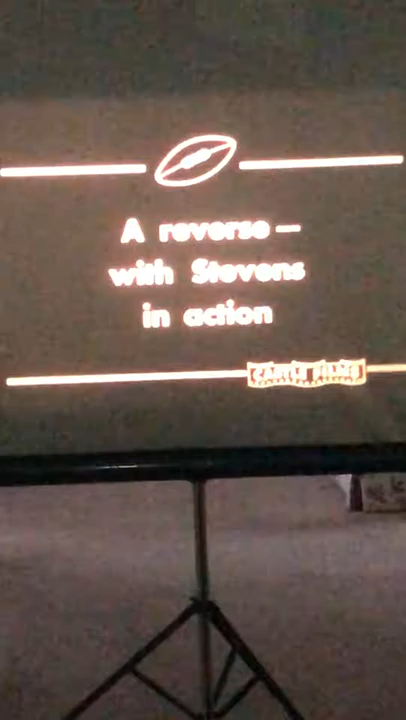 A reverse—
with Stevens
in action
CASTLE FILMS